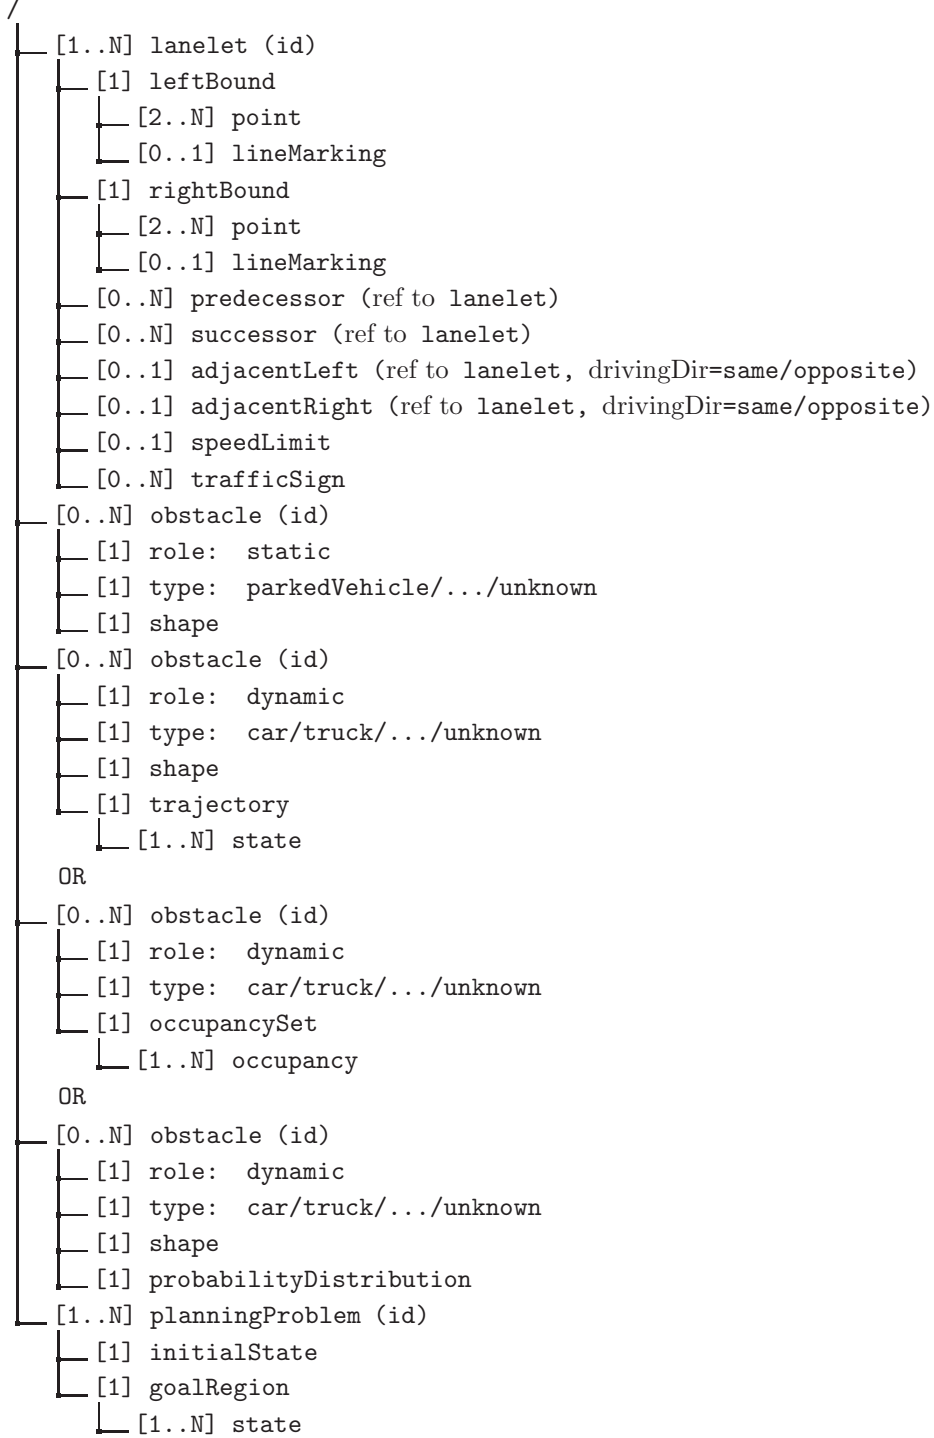 /
[1..N] lanelet (id)
[1] leftBound
[2..N] point
[0..1] lineMarking
[1] rightBound
[2..N] point
[0..1] lineMarking
[0..N] predecessor (ref to lanelet)
[0..N] successor (ref to lanelet)
[0..1] adjacentLeft (ref to lanelet, drivingDir=same/opposite)
[0..1] adjacentRight (ref to lanelet, drivingDir=same/opposite)
[0..1] speedLimit
[0..N] trafficSign
[0..N] obstacle (id)
[1] role: static
[1] type: parkedVehicle/.../unknown
[1] shape
[0..N] obstacle (id)
[1] role: dynamic
[1] type: car/truck/.../unknown
[1] shape
[1] trajectory
[1..N] state
OR
[0..N] obstacle (id)
[1] role: dynamic
[1] type: car/truck/.../unknown
[1] occupancySet
[1..N] occupancy
OR
[0..N] obstacle (id)
[1] role: dynamic
[1] type: car/truck/.../unknown
[1] shape
[1] probabilityDistribution
[1..N] planningProblem (id)
[1] initialState
[1] goalRegion
[1..N] state